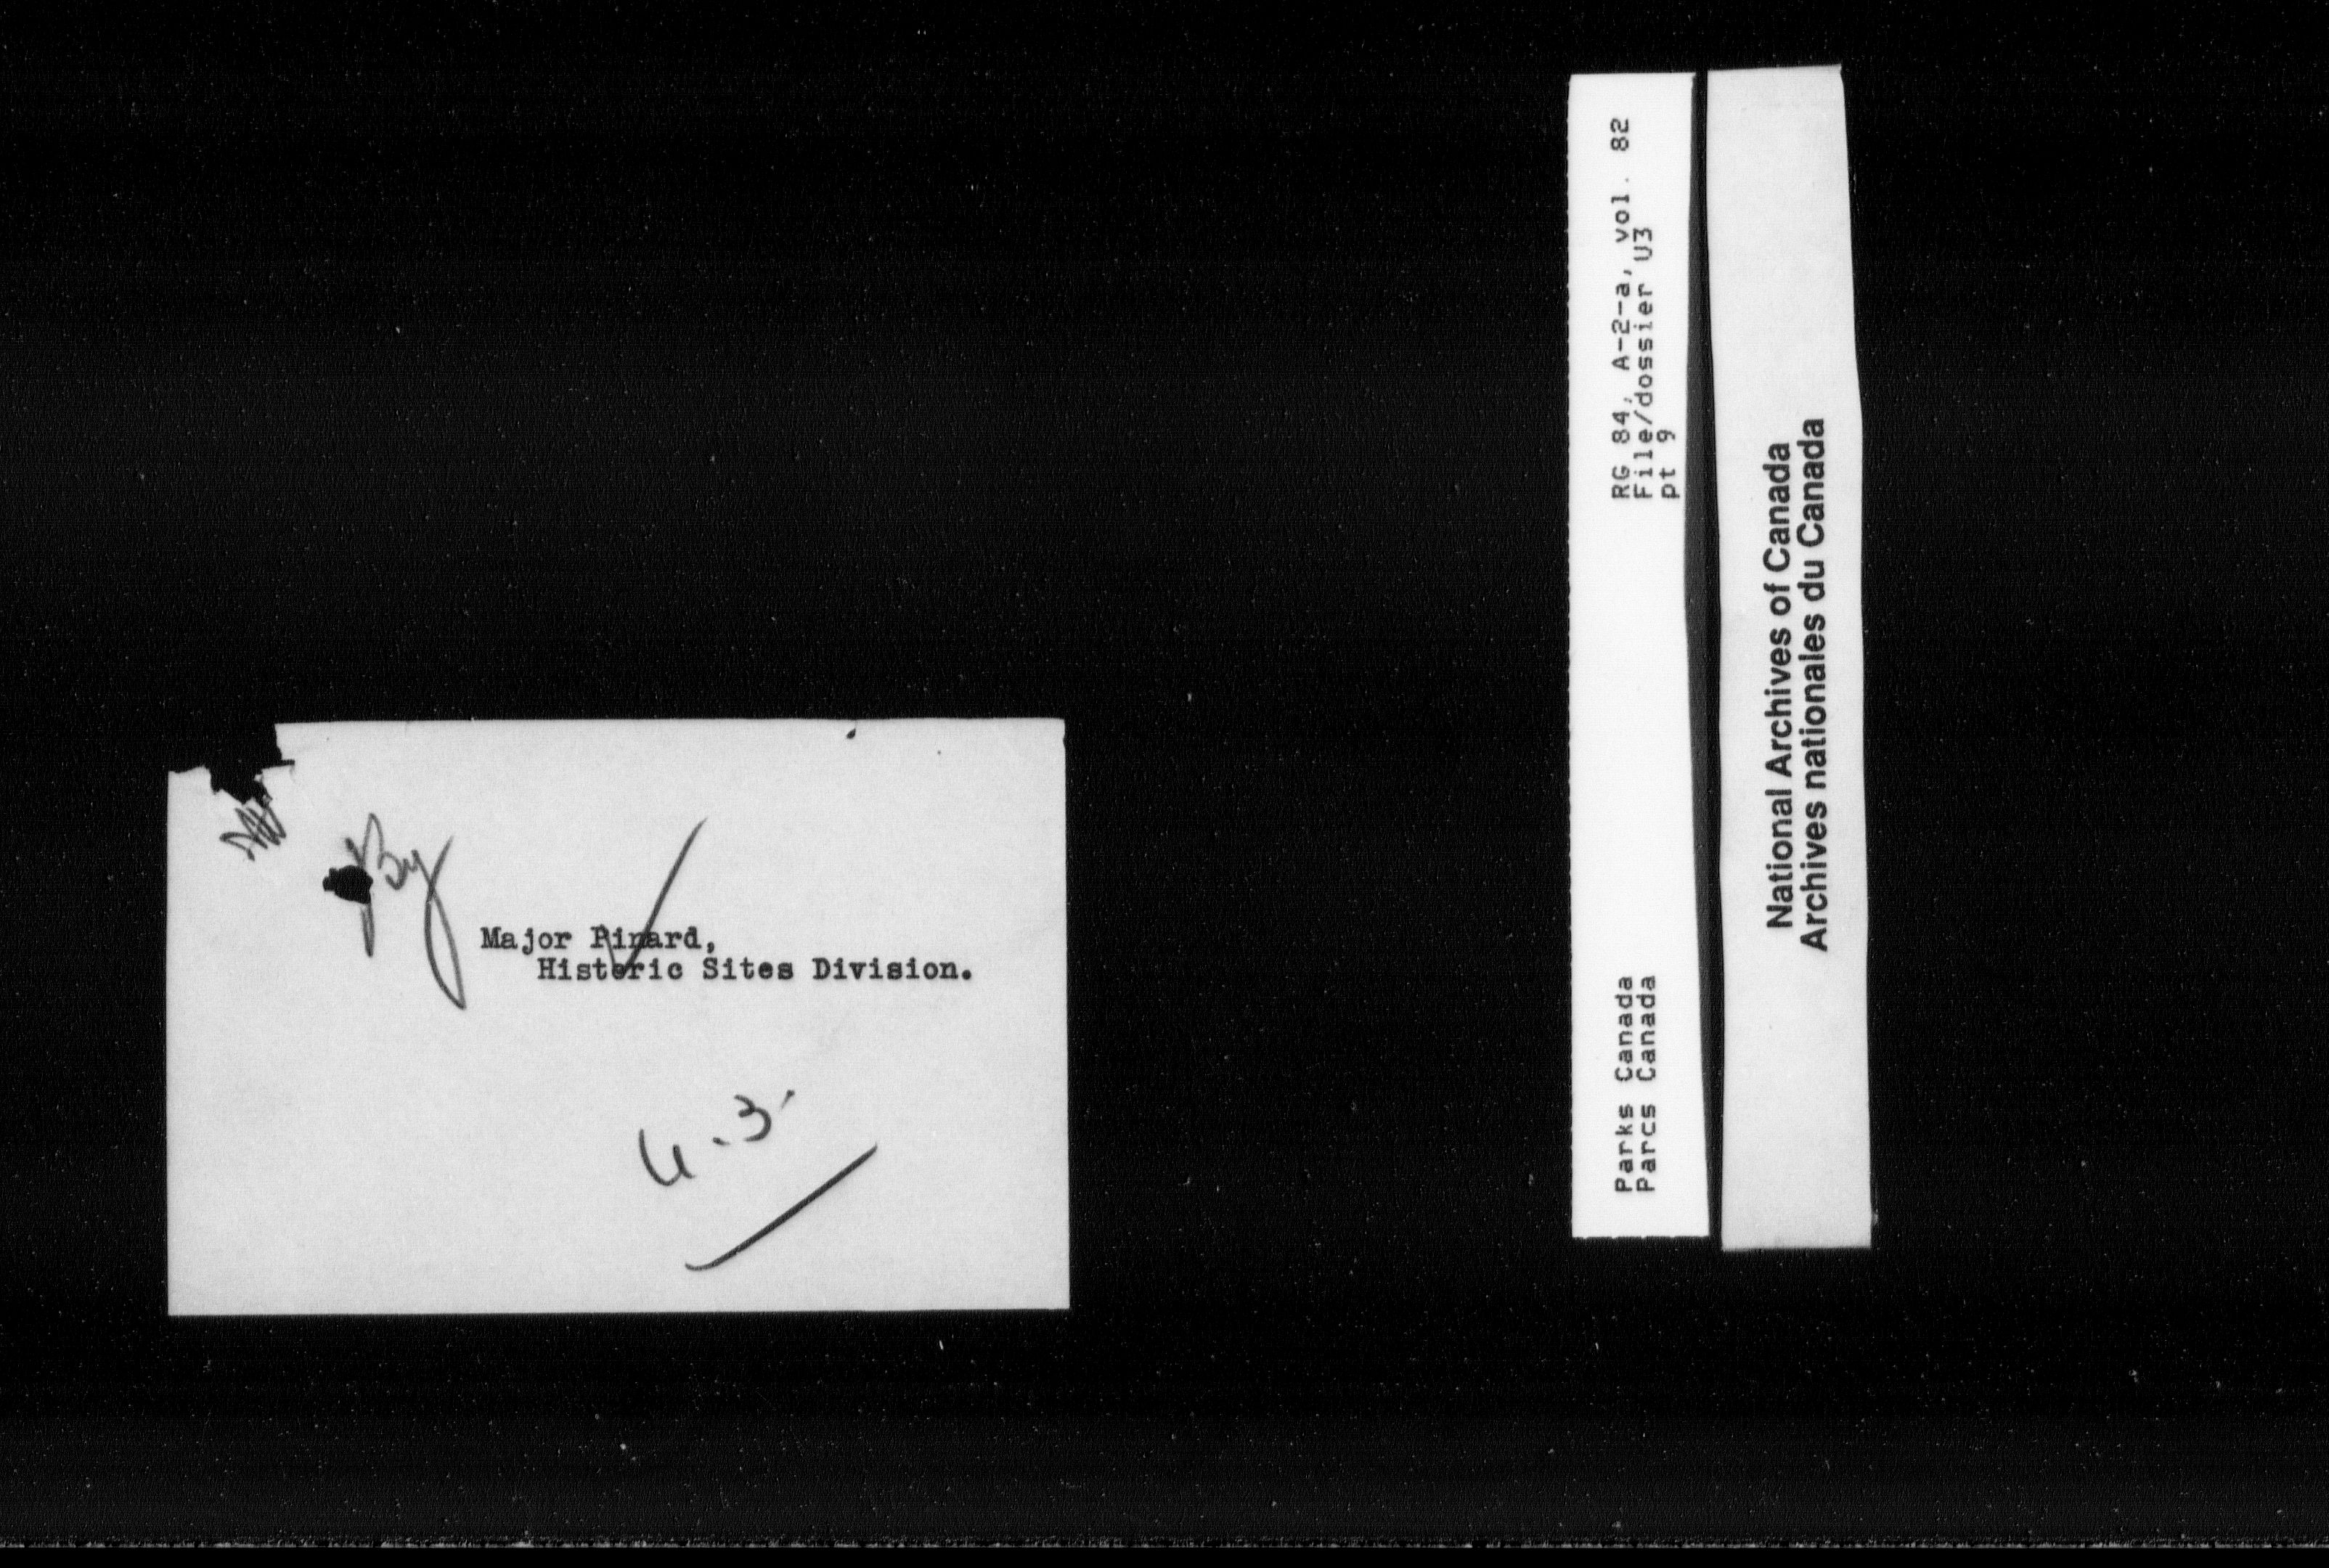 By
Major Pinard,
Historic Sites Division.
U.3.
Parks Canada
Parcs Canada
RG 84, A-2-a, vol. 82
File/dossier U3
pt 9
National Archives of Canada
Archives nationales du Canada